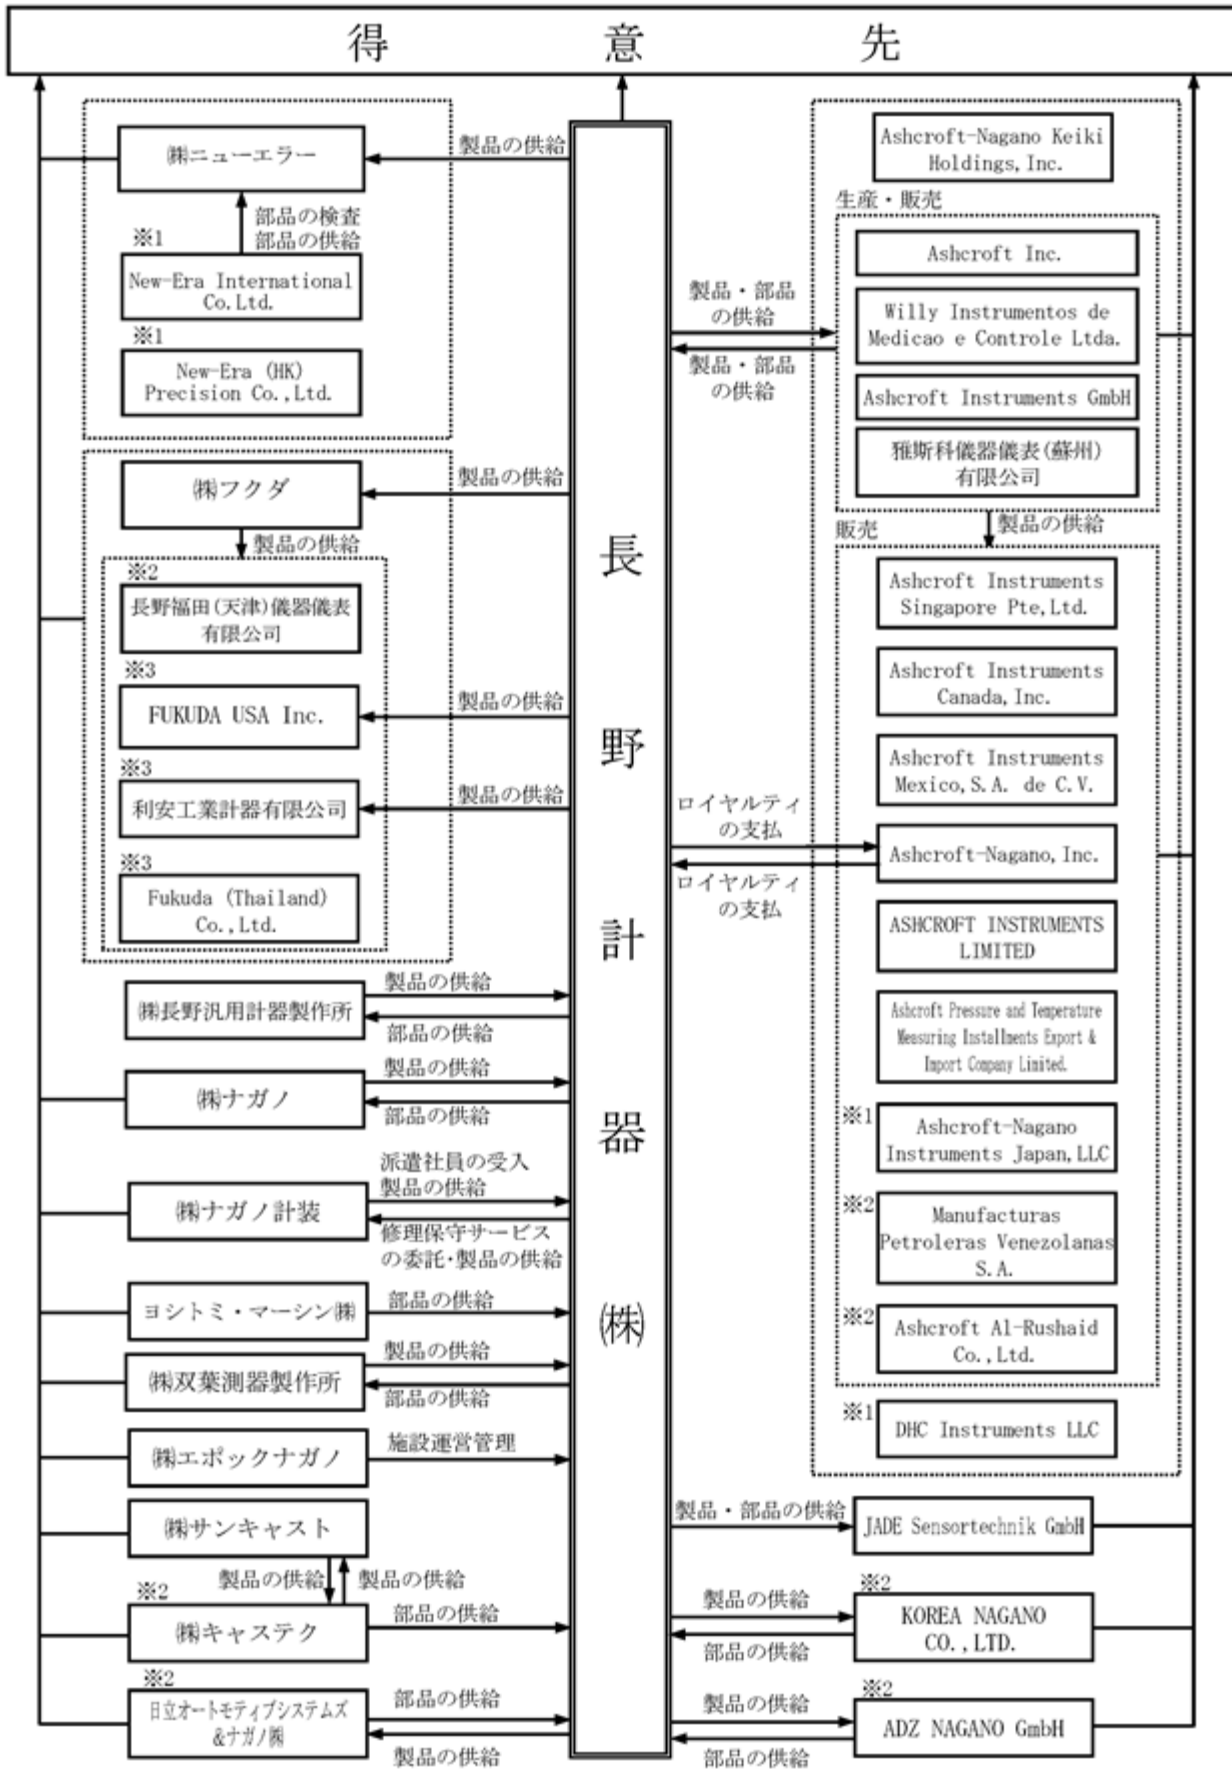 得意先
㈱ニューエラー
製品の供給
部品の検査
部品の供給
※1
New-Era International
Co.Ltd.
※1
New-Era (HK)
Precision Co.,Ltd.
㈱フクダ
製品の供給
製品の供給
※2
長野福田(天津)儀器儀表
有限公司
※3
FUKUDA USA Inc.
製品の供給
※3
利安工業計器有限公司
製品の供給
※3
Fukuda (Thailand)
Co.,Ltd.
㈱長野汎用計器製作所
製品の供給
部品の供給
㈱ナガノ
製品の供給
部品の供給
㈱ナガノ計装
派遣社員の受入
製品の供給
修理保守サービス
の委託・製品の供給
ヨシトミ・マーシン㈱
部品の供給
㈱双葉測器製作所
製品の供給
部品の供給
㈱エポックナガノ
施設運営管理
㈱サンキャスト
製品の供給
製品の供給
※2
㈱キャステク
部品の供給
※2
日立オートモティブシステムズ
&ナガノ㈱
部品の供給
製品の供給
長野計器㈱
Ashcroft-Nagano Keiki
Holdings,Inc.
生産・販売
Ashcroft Inc.
Willy Instrumentos de
Medicao e Controle Ltda.
Ashcroft Instruments GmbH
雅斯科儀器儀表(蘇州)
有限公司
製品・部品
の供給
製品・部品
の供給
製品の供給
販売
Ashcroft Instruments
Singapore Pte,Ltd.
Ashcroft Instruments
Canada,Inc.
Ashcroft Instruments
Mexico,S.A. de C.V.
ロイヤルティ
の支払
Ashcroft-Nagano,Inc.
ロイヤルティ
の支払
ASHCROFT INSTRUMENTS
LIMITED
Ashcroft Pressure and Temperature
Measuring Installments Export &
Import Company Limited.
※1
Ashcroft-Nagano
Instruments Japan,LLC
※2
Manufacturas
Petroleras Venezolanas
S.A.
※2
Ashcroft Al-Rushaid
Co.,Ltd.
※1
DHC Instruments LLC
製品・部品の供給
JADE Sensortechnik GmbH
※2
KOREA NAGANO
CO.,LTD.
製品の供給
部品の供給
※2
ADZ NAGANO GmbH
製品の供給
部品の供給